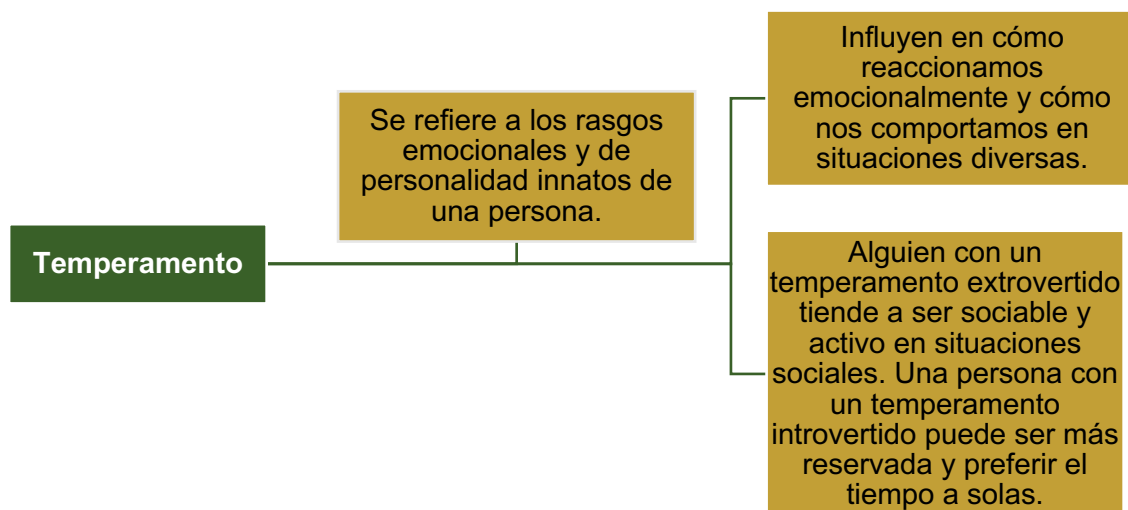 Temperamento
Se refiere a los rasgos
emocionales y de
personalidad innatos de
una persona.
Influyen en cómo
reaccionamos
emocionalmente y cómo
nos comportamos en
situaciones diversas.
Alguien con un
temperamento extrovertido
tiende a ser sociable y
activo en situaciones
sociales. Una persona con
un temperamento
introvertido puede ser más
reservada y preferir el
tiempo a solas.